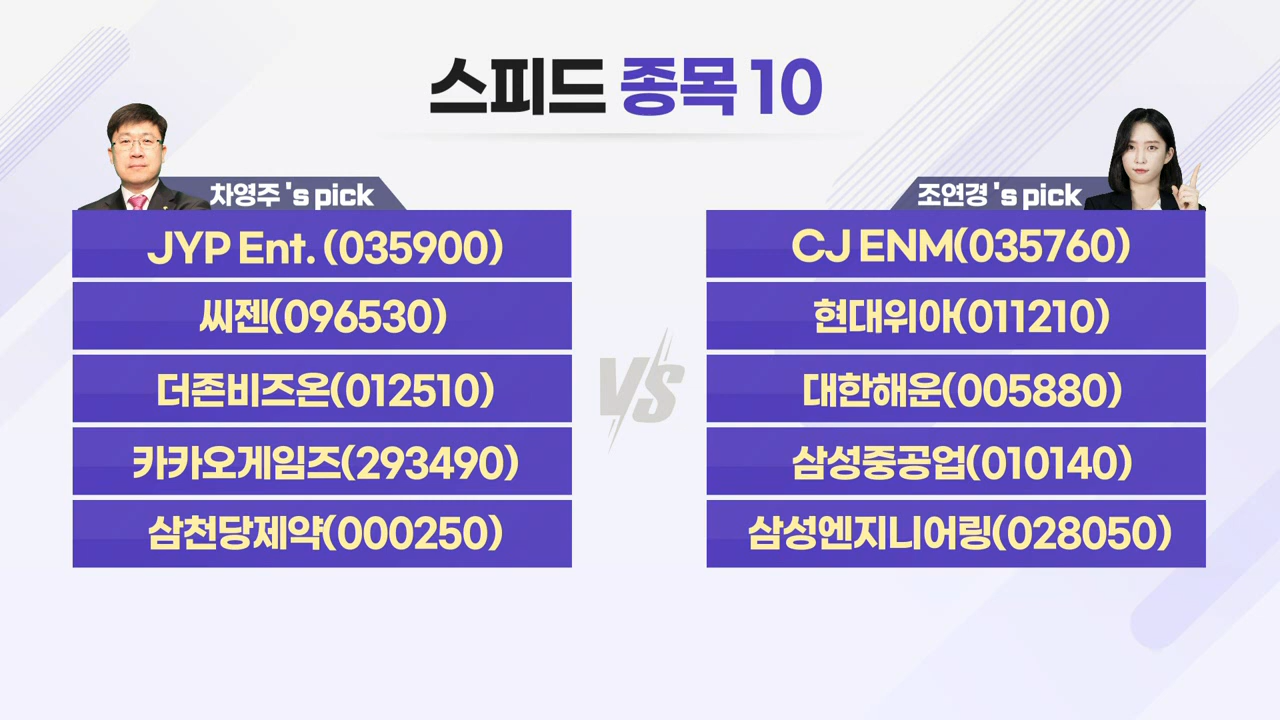 스피드 종목 10
차영주 's pick
JYP Ent. (035900)
씨젠(096530)
더존비즈온(012510)
카카오게임즈(293490)
삼천당제약(000250)
VS
조연경 's pick
CJ ENM(035760)
현대위아(011210)
대한해운(005880)
삼성중공업(010140)
삼성엔지니어링(028050)